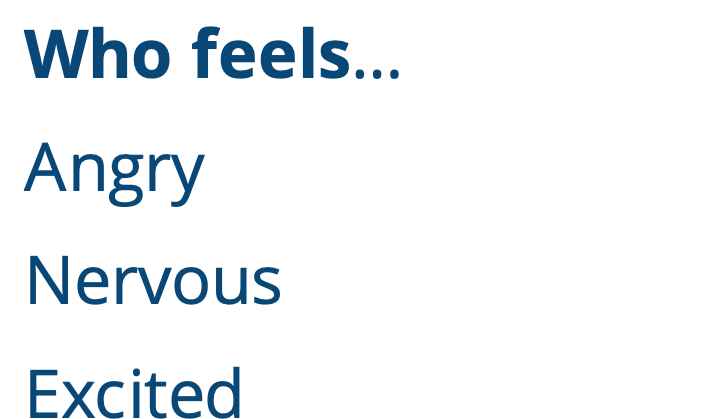 Who feels...
Angry
Nervous
Excited